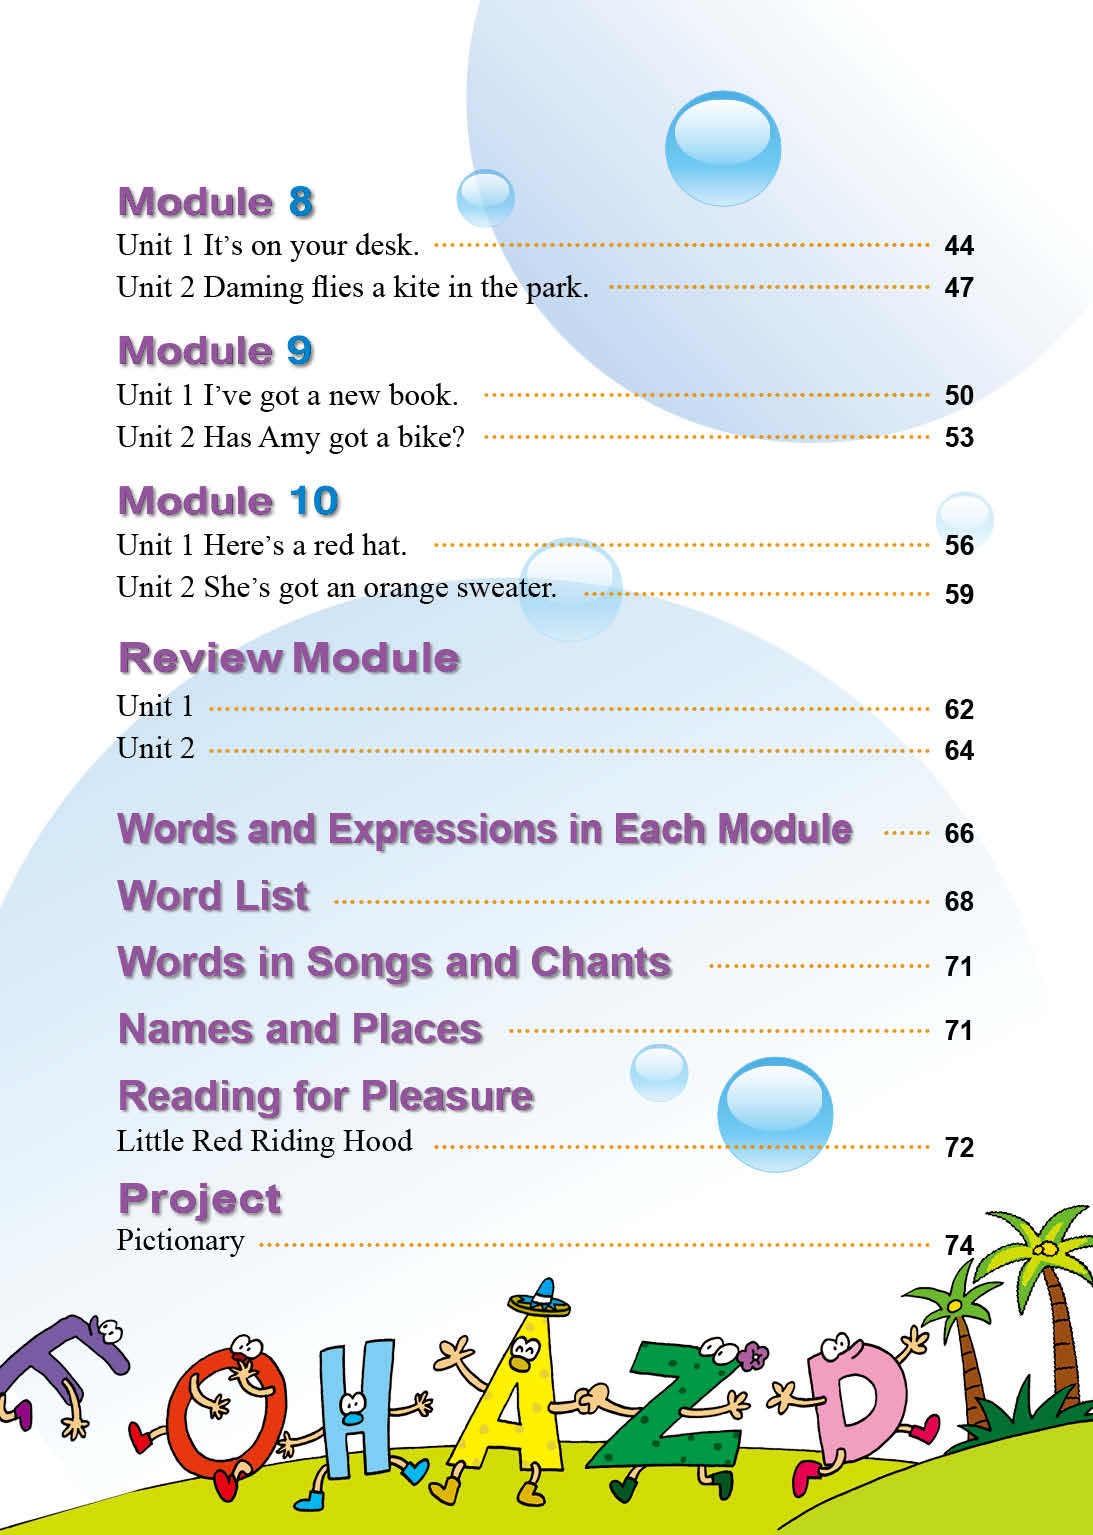 Module 8
Unit 1 It's on your desk. 44
Unit 2 Daming flies a kite in the park. 47
Module 9
Unit 1 I've got a new book. 50
Unit 2 Has Amy got a bike? 53
Module 10
Unit 1 Here's a red hat. 56
Unit 2 She's got an orange sweater. 59
Review Module
Unit 1 62
Unit 2 64
Words and Expressions in Each Module 66
Word List 68
Words in Songs and Chants 71
Names and Places 71
Reading for Pleasure
Little Red Riding Hood 72
Project
Pictionary 74
T O H A Z D